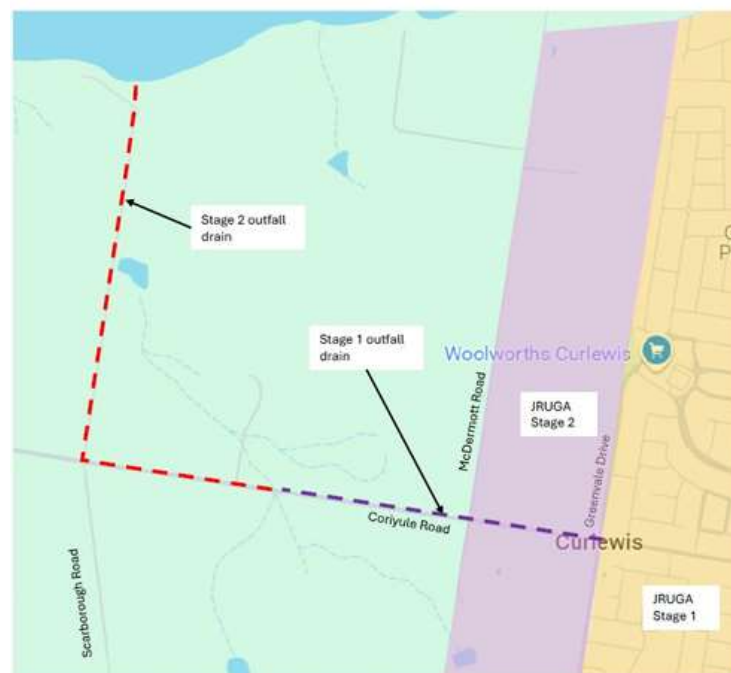 Stage 2 outfall
drain
Stage 1 outfall
drain
Woolworths Curlewis
McDermott Road
JRUGA
Stage 2
Greenvale Drive
Coriyule Road
Curlewis
Scarborough Road
JRUGA
Stage 1